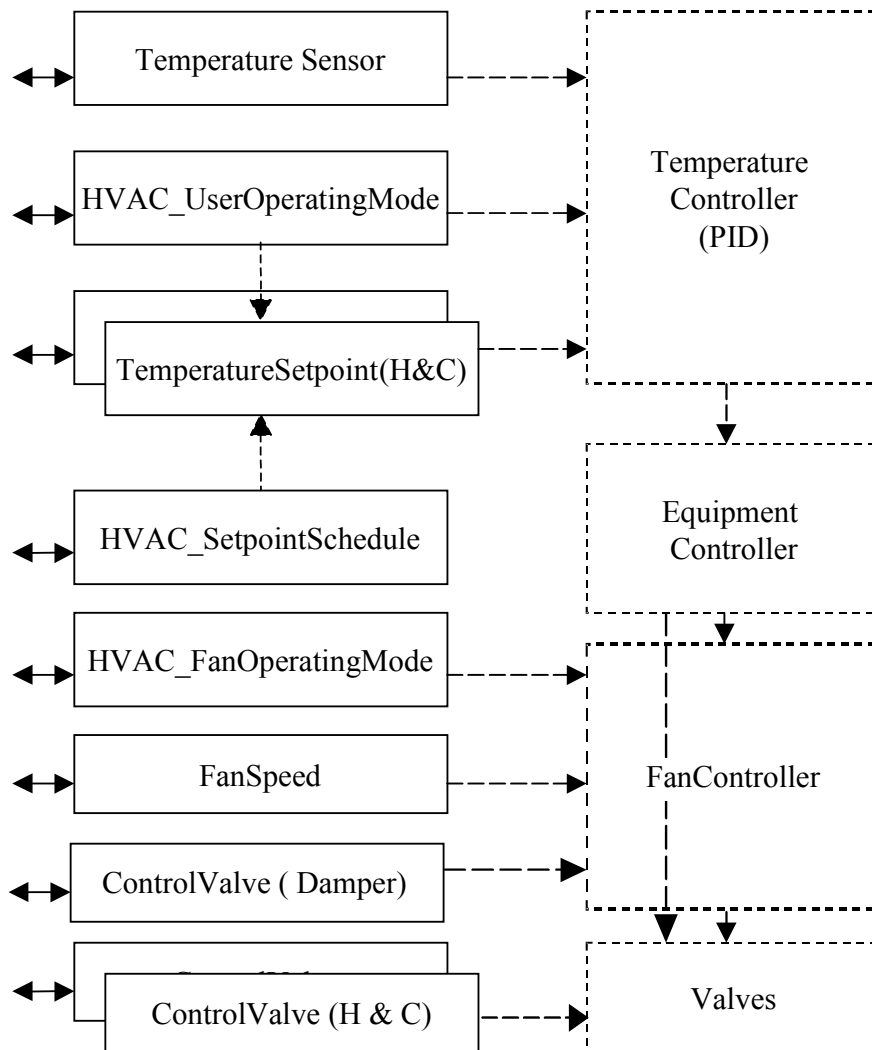 Temperature Sensor
HVAC_UserOperatingMode
TemperatureSetpoint(H&C)
HVAC_SetpointSchedule
HVAC_FanOperatingMode
FanSpeed
ControlValve ( Damper)
ControlValve (H & C)
Temperature
Controller
(PID)
Equipment
Controller
FanController
Valves